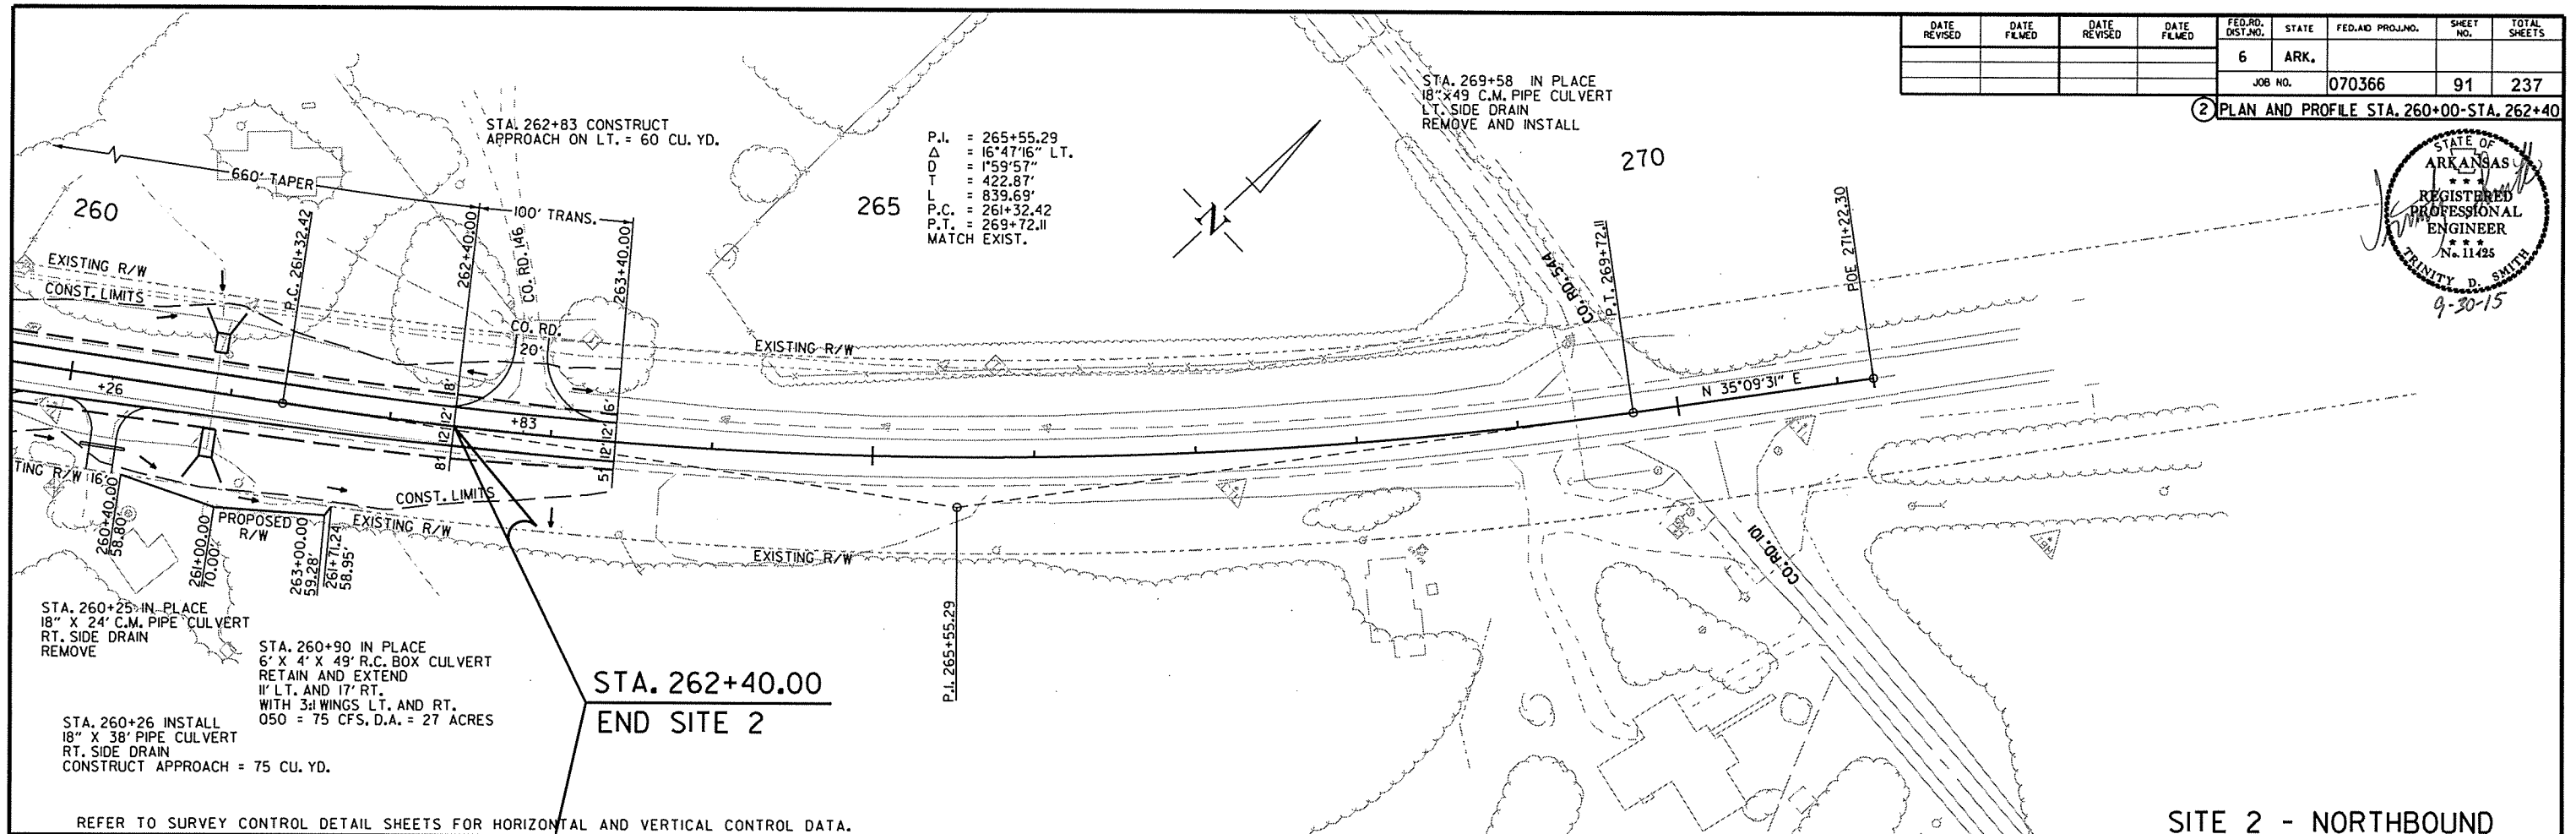 DATE REVISED
DATE FILMED
DATE REVISED
DATE FILMED
FED.RD. DIST.NO.
STATE
FED.AID PROJ.NO.
SHEET NO.
TOTAL SHEETS
6
ARK.
JOB NO.
070366
91
237
2 PLAN AND PROFILE STA. 260+00-STA. 262+40
STATE OF
ARKANSAS
★ ★ ★
REGISTERED
PROFESSIONAL
ENGINEER
★ ★ ★
No. 11425
TRINITY D. SMITH
9-30-15
STA. 269+58 IN PLACE
18"X49 C.M. PIPE CULVERT
LT. SIDE DRAIN
REMOVE AND INSTALL
STA. 262+83 CONSTRUCT
APPROACH ON LT. = 60 CU. YD.
P.I. = 265+55.29
Δ = 16°47'16" LT.
D = 1°59'57"
T = 422.87'
L = 839.69'
P.C. = 261+32.42
P.T. = 269+72.11
MATCH EXIST.
660' TAPER
100' TRANS.
260
265
270
N
P.C. 261+32.42
262+40.00
CO. RD. 146
263+40.00
CO. RD. 544
P.T. 269+72.11
POE 271+22.30
EXISTING R/W
CONST. LIMITS
CO. RD.
20'
EXISTING R/W
+26
8'
12'
12'
8'
+83
6'
12'
12'
5'
N 35°09'31" E
TING R/W
16'
CONST. LIMITS
PROPOSED
R/W
EXISTING R/W
EXISTING R/W
260+40.00
58.80'
261+00.00
70.00'
263+00.00
59.28'
261+71.24
58.95'
P.I. 265+55.29
CO. RD. 101
STA. 260+25 IN PLACE
18" X 24' C.M. PIPE CULVERT
RT. SIDE DRAIN
REMOVE
STA. 260+90 IN PLACE
6' X 4' X 49' R.C. BOX CULVERT
RETAIN AND EXTEND
11' LT. AND 17' RT.
WITH 3:1 WINGS LT. AND RT.
Q50 = 75 CFS. D.A. = 27 ACRES
STA. 260+26 INSTALL
18" X 38' PIPE CULVERT
RT. SIDE DRAIN
CONSTRUCT APPROACH = 75 CU. YD.
STA. 262+40.00
END SITE 2
REFER TO SURVEY CONTROL DETAIL SHEETS FOR HORIZONTAL AND VERTICAL CONTROL DATA.
SITE 2 - NORTHBOUND